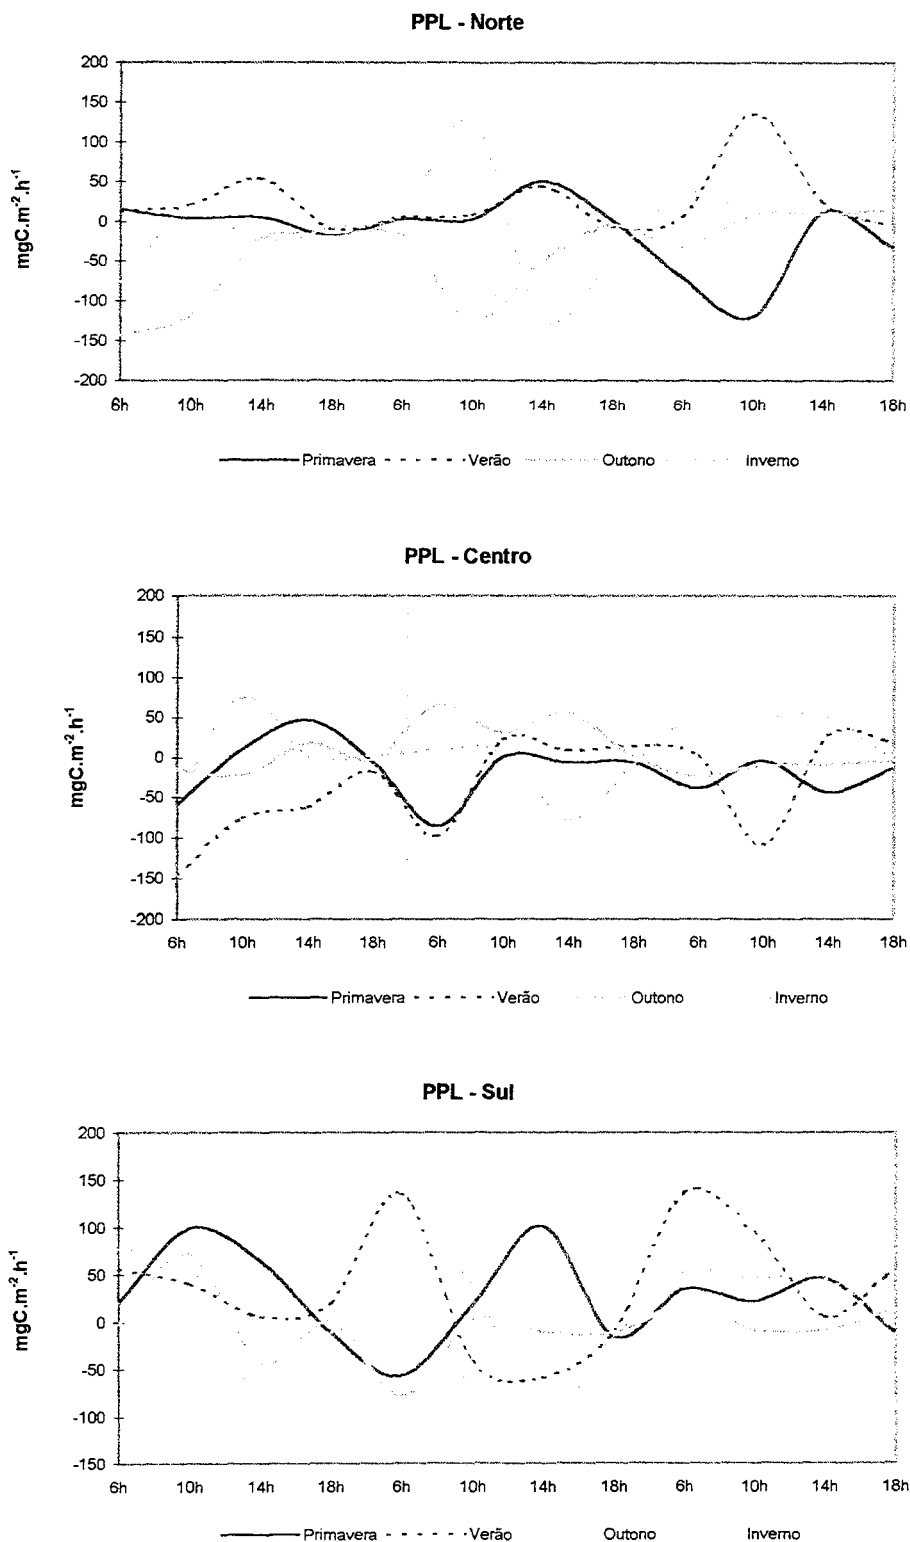 PPL - Norte
200
150
100
50
0
-50
-100
-150
-200
mgC.m⁻².h⁻¹
6h 10h 14h 18h 6h 10h 14h 18h 6h 10h 14h 18h
Primavera Verão Outono Inverno
PPL - Centro
200
150
100
50
0
-50
-100
-150
-200
mgC.m⁻².h⁻¹
6h 10h 14h 18h 6h 10h 14h 18h 6h 10h 14h 18h
Primavera Verão Outono Inverno
PPL - Sul
200
150
100
50
0
-50
-100
-150
mgC.m⁻².h⁻¹
6h 10h 14h 18h 6h 10h 14h 18h 6h 10h 14h 18h
Primavera Verão Outono Inverno